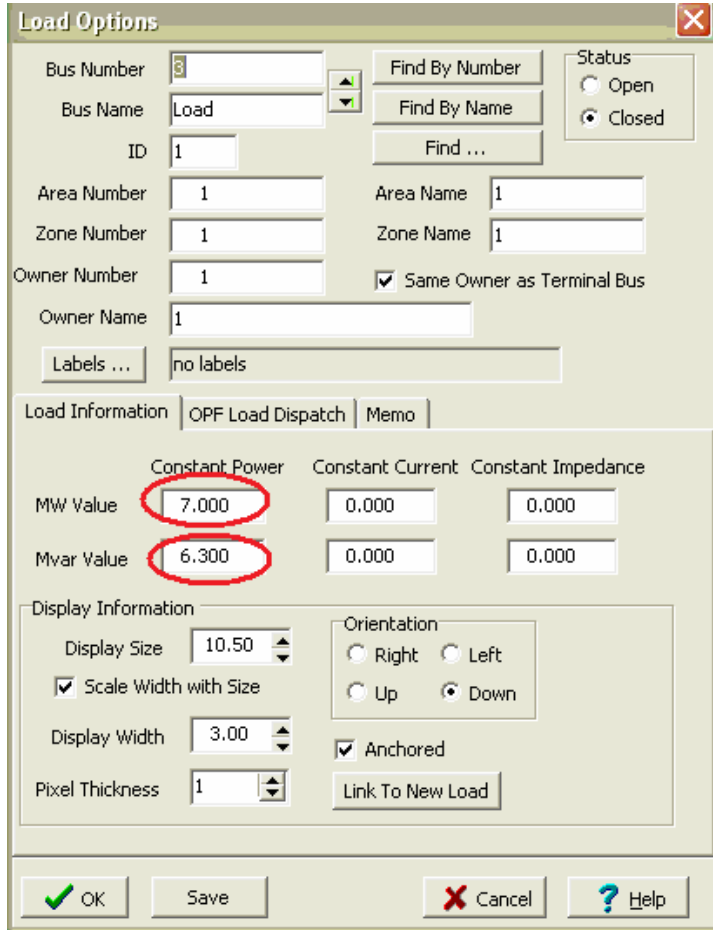 Load Options
Bus Number 3 Find By Number Status
Open
Bus Name Load Find By Name
Closed
ID 1 Find ...
Area Number 1 Area Name 1
Zone Number 1 Zone Name 1
Owner Number 1 Same Owner as Terminal Bus
Owner Name 1
Labels ... no labels
Load Information OPF Load Dispatch Memo
Constant Power Constant Current Constant Impedance
MW Value 7.000 0.000 0.000
Mvar Value 6.300 0.000 0.000
Display Information
Orientation
Display Size 10.50 Right Left
Scale Width with Size Up Down
Display Width 3.00 Anchored
Pixel Thickness 1 Link To New Load
OK Save Cancel Help